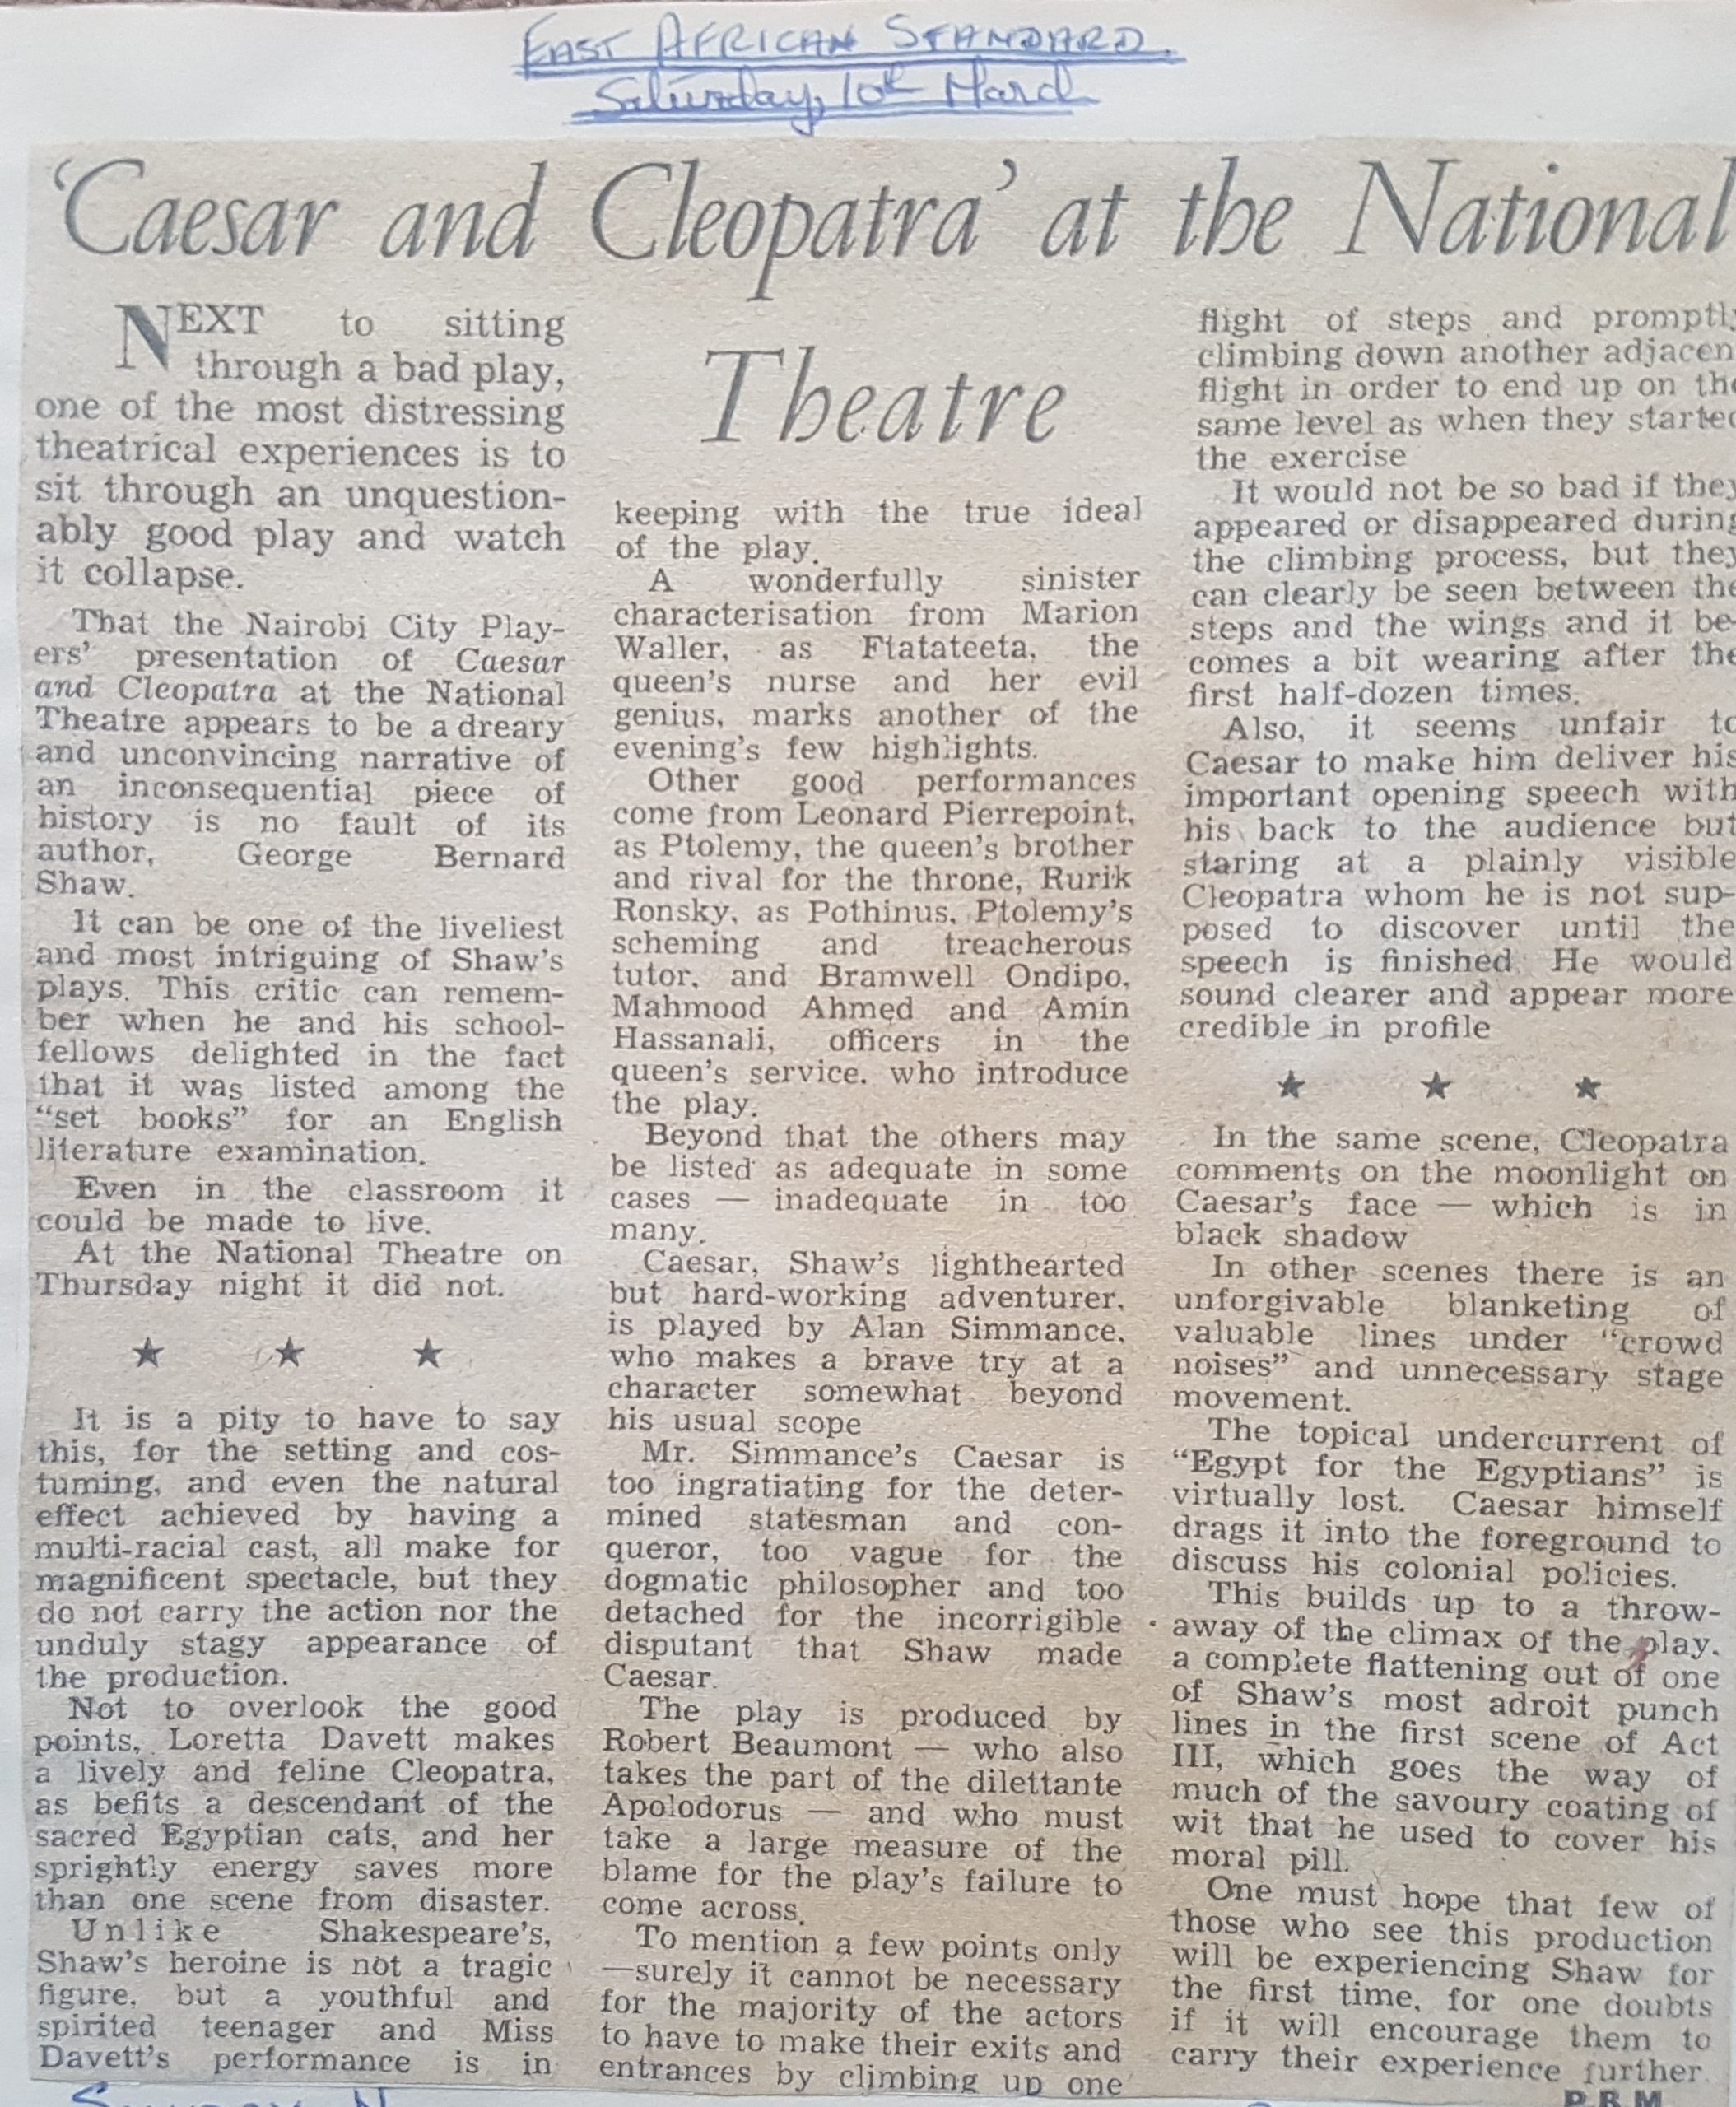 EAST AFRICAN STANDARD.
Saturday, 10th March
‘Caesar and Cleopatra’ at the National
Theatre
NEXT to sitting
through a bad play,
one of the most distressing
theatrical experiences is to
sit through an unquestion-
ably good play and watch
it collapse.
That the Nairobi City Play-
ers’ presentation of Caesar
and Cleopatra at the National
Theatre appears to be a dreary
and unconvincing narrative of
an inconsequential piece of
history is no fault of its
author, George Bernard
Shaw.
It can be one of the liveliest
and most intriguing of Shaw’s
plays. This critic can remem-
ber when he and his school-
fellows delighted in the fact
that it was listed among the
“set books” for an English
literature examination.
Even in the classroom it
could be made to live.
At the National Theatre on
Thursday night it did not.
★ ★ ★
It is a pity to have to say
this, for the setting and cos-
tuming, and even the natural
effect achieved by having a
multi-racial cast, all make for
magnificent spectacle, but they
do not carry the action nor the
unduly stagy appearance of
the production.
Not to overlook the good
points, Loretta Davett makes
a lively and feline Cleopatra,
as befits a descendant of the
sacred Egyptian cats, and her
sprightly energy saves more
than one scene from disaster.
Unlike Shakespeare’s,
Shaw’s heroine is not a tragic
figure, but a youthful and
spirited teenager and Miss
Davett’s performance is in
keeping with the true ideal
of the play.
A wonderfully sinister
characterisation from Marion
Waller, as Ftatateeta, the
queen’s nurse and her evil
genius, marks another of the
evening’s few highlights.
Other good performances
come from Leonard Pierrepoint,
as Ptolemy, the queen’s brother
and rival for the throne, Rurik
Ronsky, as Pothinus, Ptolemy’s
scheming and treacherous
tutor, and Bramwell Ondipo,
Mahmood Ahmed and Amin
Hassanali, officers in the
queen’s service, who introduce
the play.
Beyond that the others may
be listed as adequate in some
cases — inadequate in too
many.
Caesar, Shaw’s lighthearted
but hard-working adventurer,
is played by Alan Simmance,
who makes a brave try at a
character somewhat beyond
his usual scope
Mr. Simmance’s Caesar is
too ingratiating for the deter-
mined statesman and con-
queror, too vague for the
dogmatic philosopher and too
detached for the incorrigible
disputant that Shaw made
Caesar.
The play is produced by
Robert Beaumont — who also
takes the part of the dilettante
Apolodorus — and who must
take a large measure of the
blame for the play’s failure to
come across.
To mention a few points only
—surely it cannot be necessary
for the majority of the actors
to have to make their exits and
entrances by climbing up one
flight of steps and promptly
climbing down another adjacen
flight in order to end up on the
same level as when they started
the exercise
It would not be so bad if they
appeared or disappeared during
the climbing process, but they
can clearly be seen between the
steps and the wings and it be-
comes a bit wearing after the
first half-dozen times.
Also, it seems unfair to
Caesar to make him deliver his
important opening speech with
his back to the audience but
staring at a plainly visible
Cleopatra whom he is not sup-
posed to discover until the
speech is finished. He would
sound clearer and appear more
credible in profile
★ ★ ★
In the same scene, Cleopatra
comments on the moonlight on
Caesar’s face — which is in
black shadow
In other scenes there is an
unforgivable blanketing of
valuable lines under “crowd
noises” and unnecessary stage
movement.
The topical undercurrent of
“Egypt for the Egyptians” is
virtually lost. Caesar himself
drags it into the foreground to
discuss his colonial policies.
This builds up to a throw-
away of the climax of the play,
a complete flattening out of one
of Shaw’s most adroit punch
lines in the first scene of Act
III, which goes the way of
much of the savoury coating of
wit that he used to cover his
moral pill.
One must hope that few of
those who see this production
will be experiencing Shaw for
the first time, for one doubts
if it will encourage them to
carry their experience further.
P.R.M.